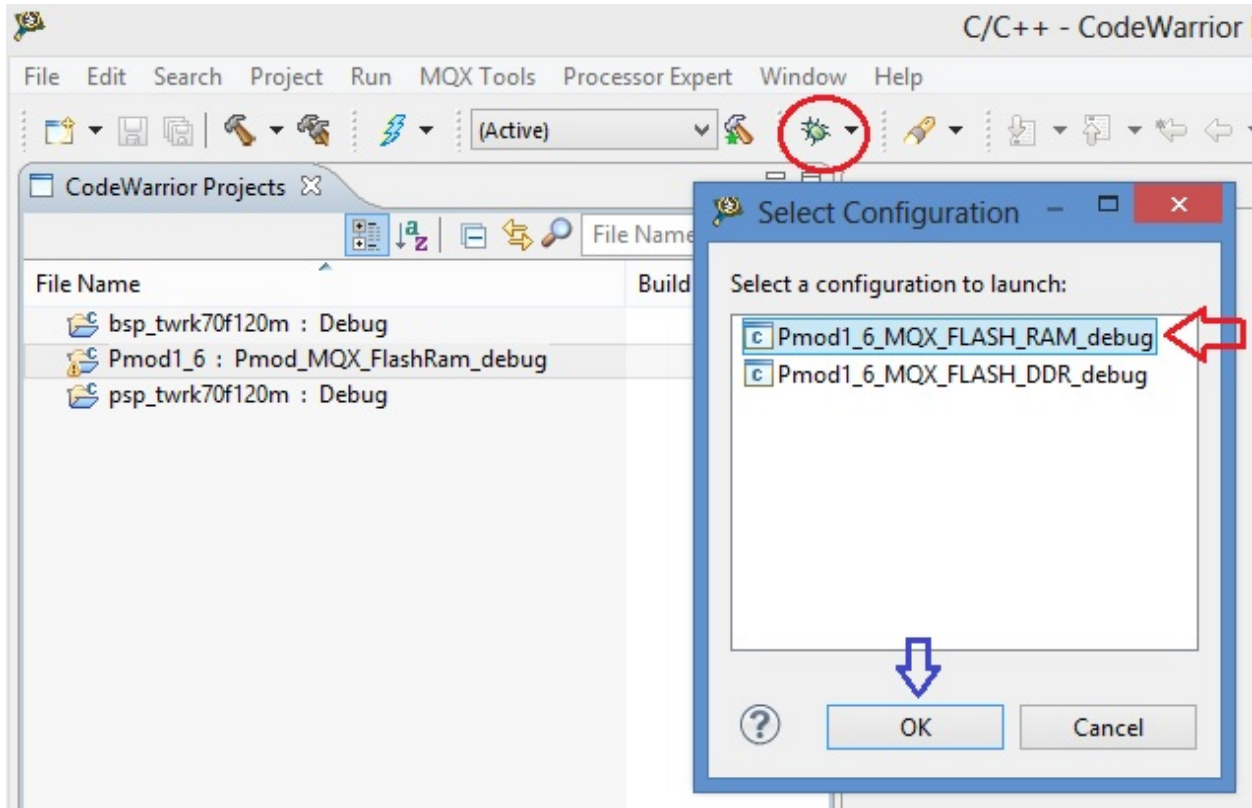 C/C++ - CodeWarrior
File Edit Search Project Run MQX Tools Processor Expert Window Help
(Active)
CodeWarrior Projects
File Name
File Name Build
bsp_twrk70f120m : Debug
Pmod1_6 : Pmod_MQX_FlashRam_debug
psp_twrk70f120m : Debug
Select Configuration
Select a configuration to launch:
Pmod1_6_MQX_FLASH_RAM_debug
Pmod1_6_MQX_FLASH_DDR_debug
OK Cancel